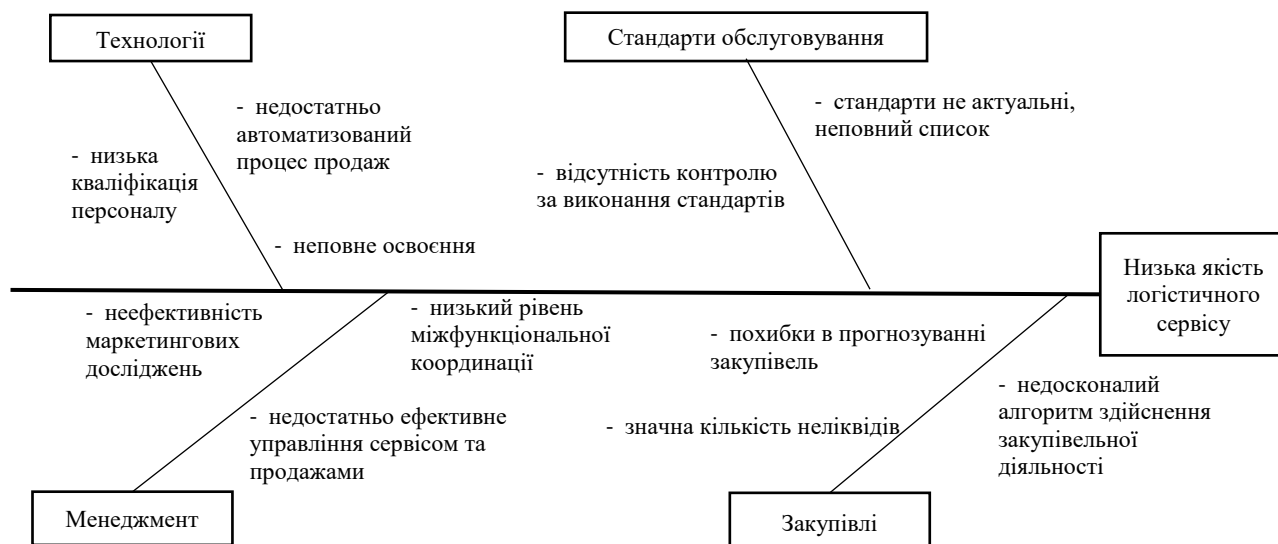 Технології
Стандарти обслуговування
- недостатньо
автоматизований
процес продаж
- низька
кваліфікація
персоналу
- неповне освоєння
- стандарти не актуальні,
неповний список
- відсутність контролю
за виконання стандартів
Низька якість
логістичного
сервісу
- неефективність
маркетингових
досліджень
- низький рівень
міжфункціональної
координації
- недостатньо ефективне
управління сервісом та
продажами
- похибки в прогнозуванні
закупівель
- значна кількість неліквідів
- недосконалий
алгоритм здійснення
закупівельної
діяльності
Менеджмент
Закупівлі